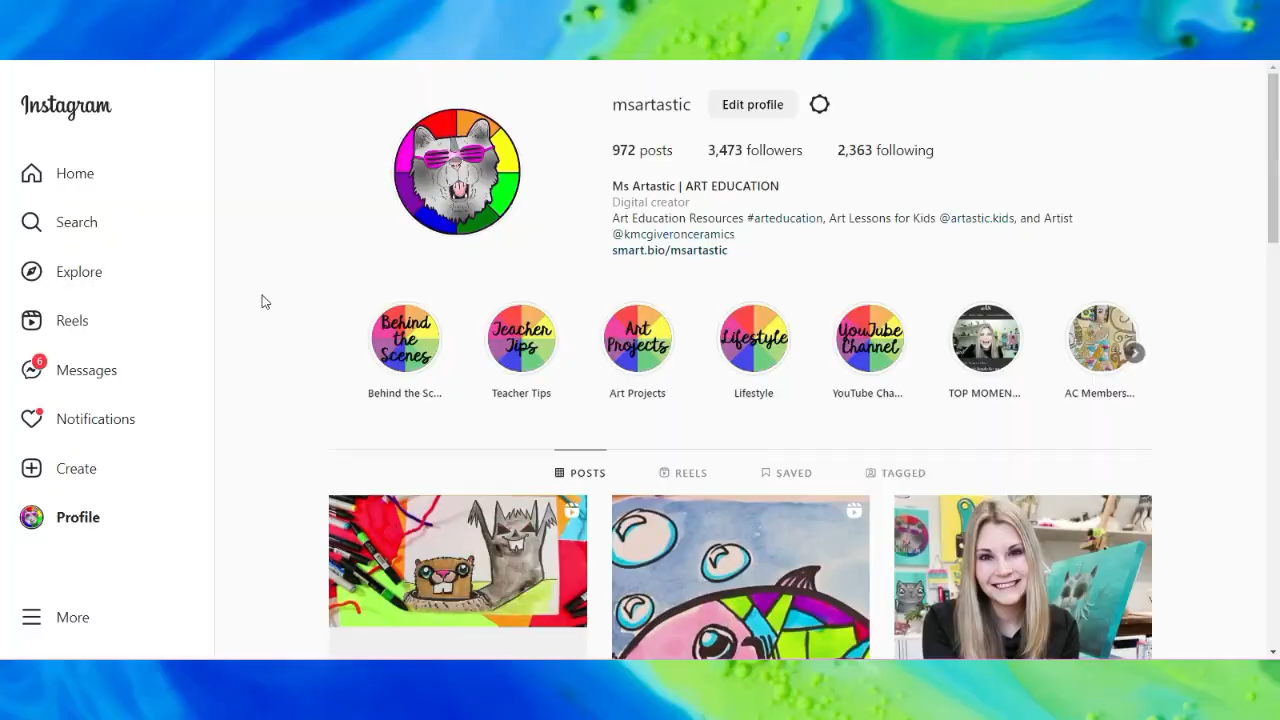 Instagram
Home
Search
Explore
Reels
6
Messages
Notifications
Create
Profile
More
msartastic Edit profile
972 posts 3,473 followers 2,363 following
Ms Artastic | ART EDUCATION
Digital creator
Art Education Resources #arteducation, Art Lessons for Kids @artastic.kids, and Artist
@kmcgiveronceramics
smart.bio/msartastic
Behind
the
Scenes
Teacher
Tips
Art
Projects
Lifestyle
YouTube
Channel
Behind the Sc... Teacher Tips Art Projects Lifestyle YouTube Cha... TOP MOMEN... AC Members...
POSTS REELS SAVED TAGGED